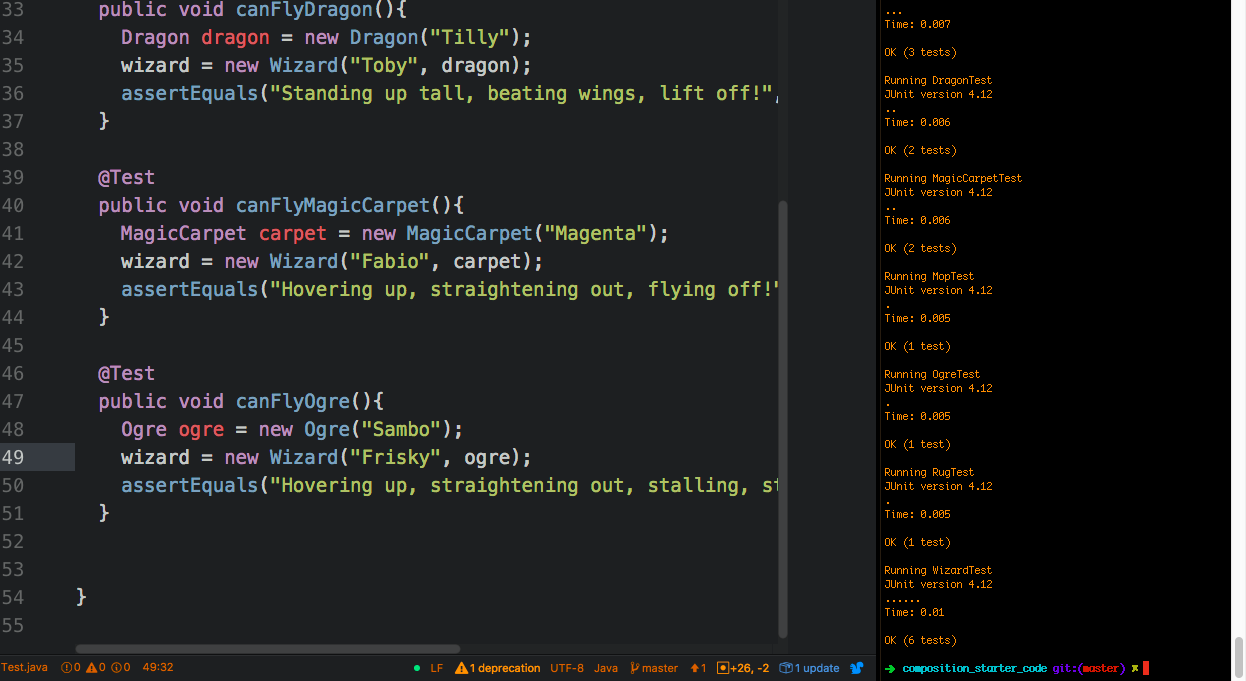 33 public void canFlyDragon(){
34 Dragon dragon = new Dragon("Tilly");
35 wizard = new Wizard("Toby", dragon);
36 assertEquals("Standing up tall, beating wings, lift off!",
37 }
38
39 @Test
40 public void canFlyMagicCarpet(){
41 MagicCarpet carpet = new MagicCarpet("Magenta");
42 wizard = new Wizard("Fabio", carpet);
43 assertEquals("Hovering up, straightening out, flying off!"
44 }
45
46 @Test
47 public void canFlyOgre(){
48 Ogre ogre = new Ogre("Sambo");
49 wizard = new Wizard("Frisky", ogre);
50 assertEquals("Hovering up, straightening out, stalling,
51 }
52
53
54 }
55
Test.java 0 0 0 49:32 LF 1 deprecation UTF-8 Java master 1 +26, -2 1 update
...
Time: 0.007
OK (3 tests)
Running DragonTest
JUnit version 4.12
..
Time: 0.006
OK (2 tests)
Running MagicCarpetTest
JUnit version 4.12
..
Time: 0.006
OK (2 tests)
Running MopTest
JUnit version 4.12
.
Time: 0.005
OK (1 test)
Running OgreTest
JUnit version 4.12
.
Time: 0.005
OK (1 test)
Running RugTest
JUnit version 4.12
.
Time: 0.005
OK (1 test)
Running WizardTest
JUnit version 4.12
......
Time: 0.01
OK (6 tests)
➜ composition_starter_code git:(master) ✗